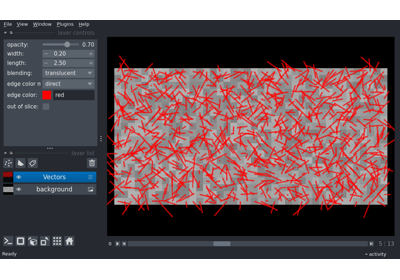 File View Window Plugins Help
layer controls
opacity: 0.70
width: 0.20
length: 2.50
blending: translucent
edge color m direct
edge color: red
out of slice:
layer list
Vectors
background
0 5 13
Ready activity